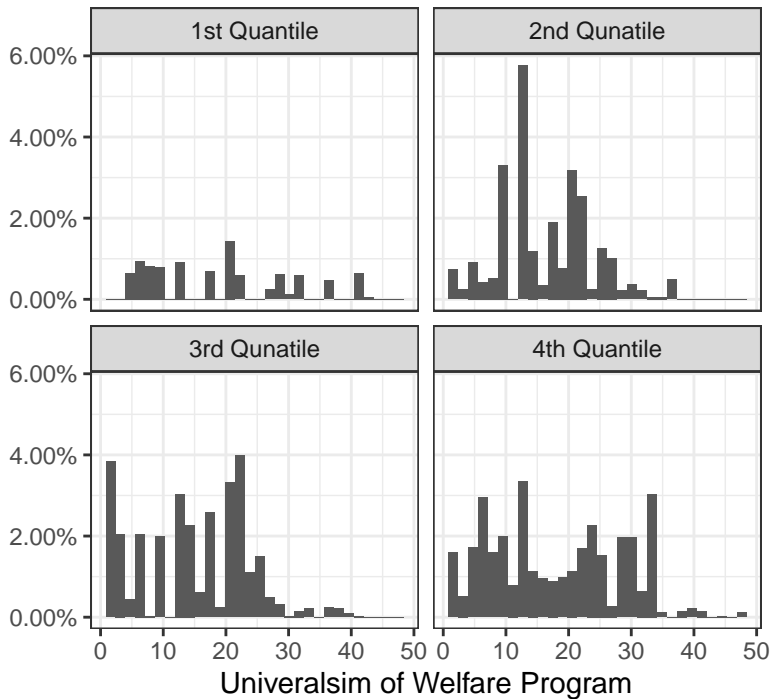 1st Quantile
2nd Qunatile
6.00%
4.00%
2.00%
0.00%
3rd Qunatile
4th Quantile
6.00%
4.00%
2.00%
0.00%
0 10 20 30 40 50 0 10 20 30 40 50
Univeralsim of Welfare Program